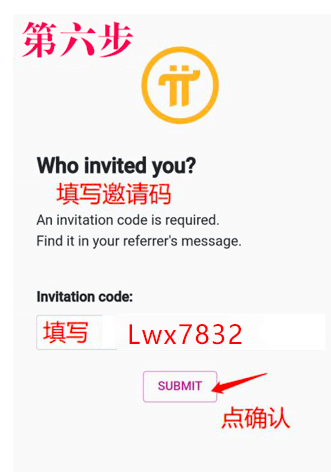 第六步
Who invited you?
填写邀请码
An invitation code is required.
Find it in your referrer's message.
Invitation code:
填写 Lwx7832
SUBMIT
点确认